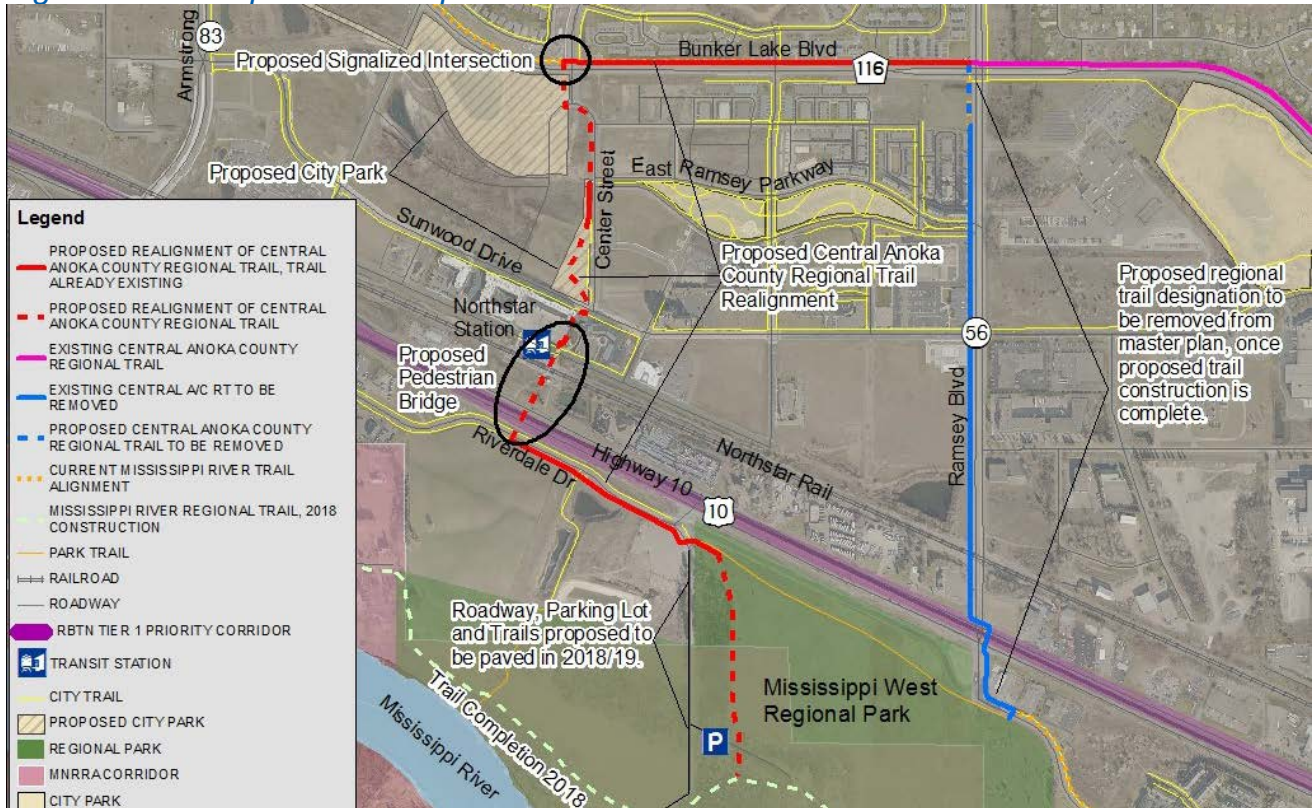 Armstrong
83
Proposed Signalized Intersection
Bunker Lake Blvd
116
Proposed City Park
East Ramsey Parkway
Center Street
Sunwood Drive
Northstar
Station
Proposed
Pedestrian
Bridge
Proposed Central Anoka
County Regional Trail
Realignment
Proposed regional
trail designation to
be removed from
master plan, once
proposed trail
construction is
complete.
56
Ramsey Blvd
Riverdale Dr
Highway 10
Northstar Rail
10
Roadway, Parking Lot
and Trails proposed to
be paved in 2018/19.
Mississippi West
Regional Park
P
Trail Completion 2018
Mississippi River
Legend
PROPOSED REALIGNMENT OF CENTRAL
ANOKA COUNTY REGIONAL TRAIL, TRAIL
ALREADY EXISTING
PROPOSED REALIGNMENT OF CENTRAL
ANOKA COUNTY REGIONAL TRAIL
EXISTING CENTRAL ANOKA COUNTY
REGIONAL TRAIL
EXISTING CENTRAL A/C RT TO BE
REMOVED
PROPOSED CENTRAL ANOKA COUNTY
REGIONAL TRAIL TO BE REMOVED
CURRENT MISSISSIPPI RIVER TRAIL
ALIGNMENT
MISSISSIPPI RIVER REGIONAL TRAIL, 2018
CONSTRUCTION
PARK TRAIL
RAILROAD
ROADWAY
RBTN TIER 1 PRIORITY CORRIDOR
TRANSIT STATION
CITY TRAIL
PROPOSED CITY PARK
REGIONAL PARK
MNRRA CORRIDOR
CITY PARK